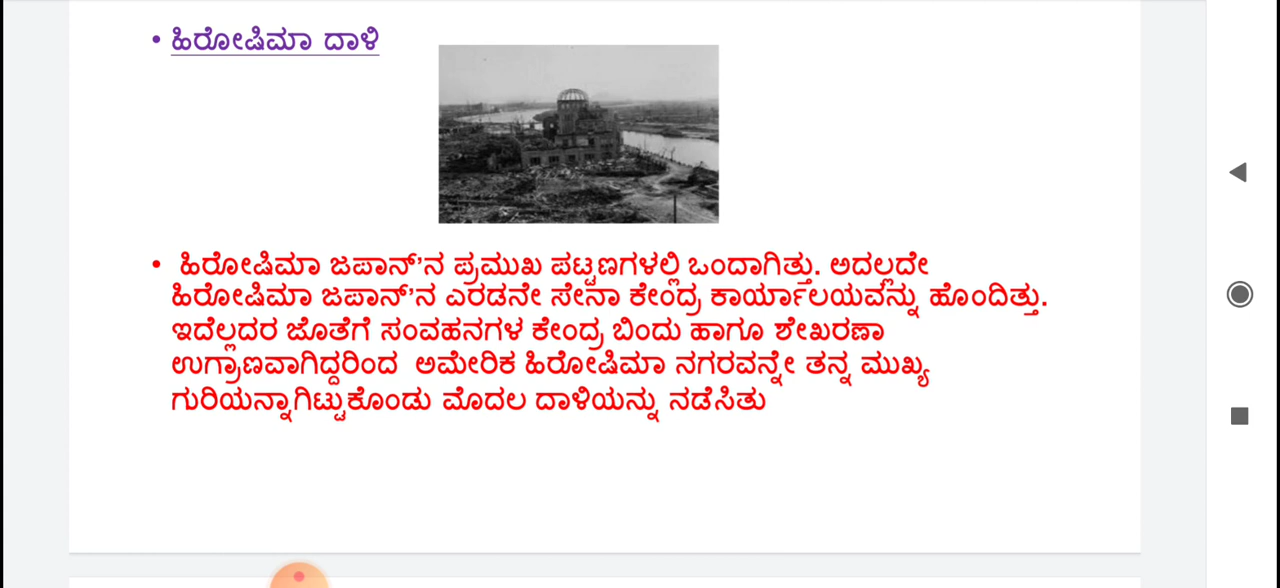 • ಹಿರೋಷಿಮಾ ದಾಳಿ
• ಹಿರೋಷಿಮಾ ಜಪಾನ್’ನ ಪ್ರಮುಖ ಪಟ್ಟಣಗಳಲ್ಲಿ ಒಂದಾಗಿತ್ತು. ಅದಲ್ಲದೇ
ಹಿರೋಷಿಮಾ ಜಪಾನ್’ನ ಎರಡನೇ ಸೇನಾ ಕೇಂದ್ರ ಕಾರ್ಯಾಲಯವನ್ನು ಹೊಂದಿತ್ತು.
ಇದೆಲ್ಲದರ ಜೊತೆಗೆ ಸಂವಹನಗಳ ಕೇಂದ್ರ ಬಿಂದು ಹಾಗೂ ಶೇಖರಣಾ
ಉಗ್ರಾಣವಾಗಿದ್ದರಿಂದ ಅಮೇರಿಕ ಹಿರೋಷಿಮಾ ನಗರವನ್ನೇ ತನ್ನ ಮುಖ್ಯ
ಗುರಿಯನ್ನಾಗಿಟ್ಟುಕೊಂಡು ಮೊದಲ ದಾಳಿಯನ್ನು ನಡೆಸಿತು